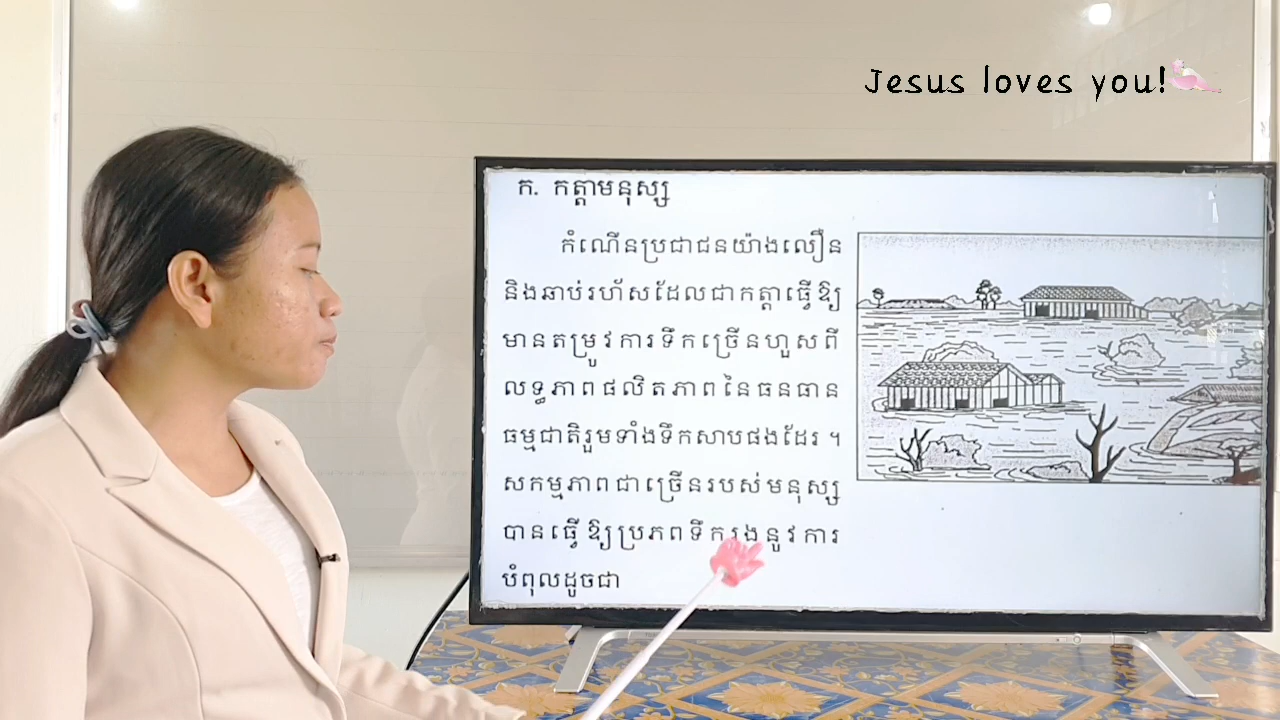 Jesus loves you!
ក. កត្តាមនុស្ស
កំណើនប្រជាជនយ៉ាងលឿន
និងឆាប់រហ័សដែលជាកត្តាធ្វើឱ្យ
មានតម្រូវការទឹកច្រើនហួសពី
លទ្ធភាពផលិតភាពនៃធនធាន
ធម្មជាតិរួមទាំងទឹកសាបផងដែរ ។
សកម្មភាពជាច្រើនរបស់មនុស្ស
បានធ្វើឱ្យប្រភពទឹករងនូវការ
បំពុលដូចជា